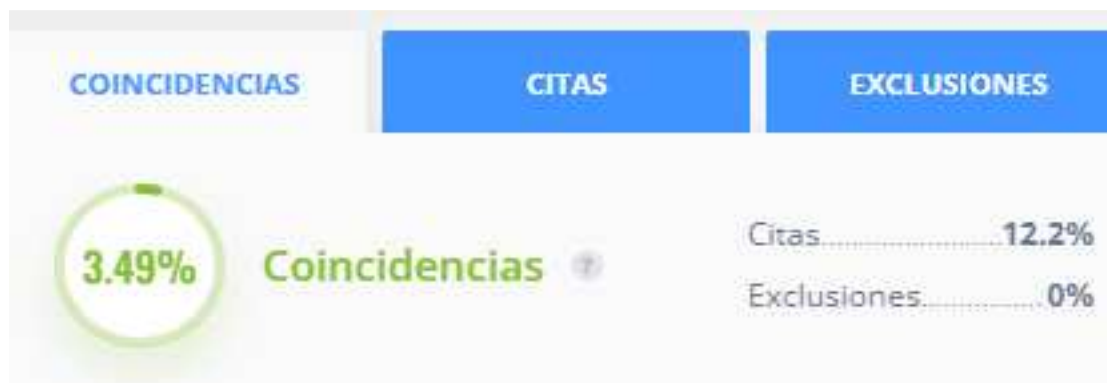 COINCIDENCIAS CITAS EXCLUSIONES
3.49% Coincidencias ?
Citas 12.2%
Exclusiones 0%